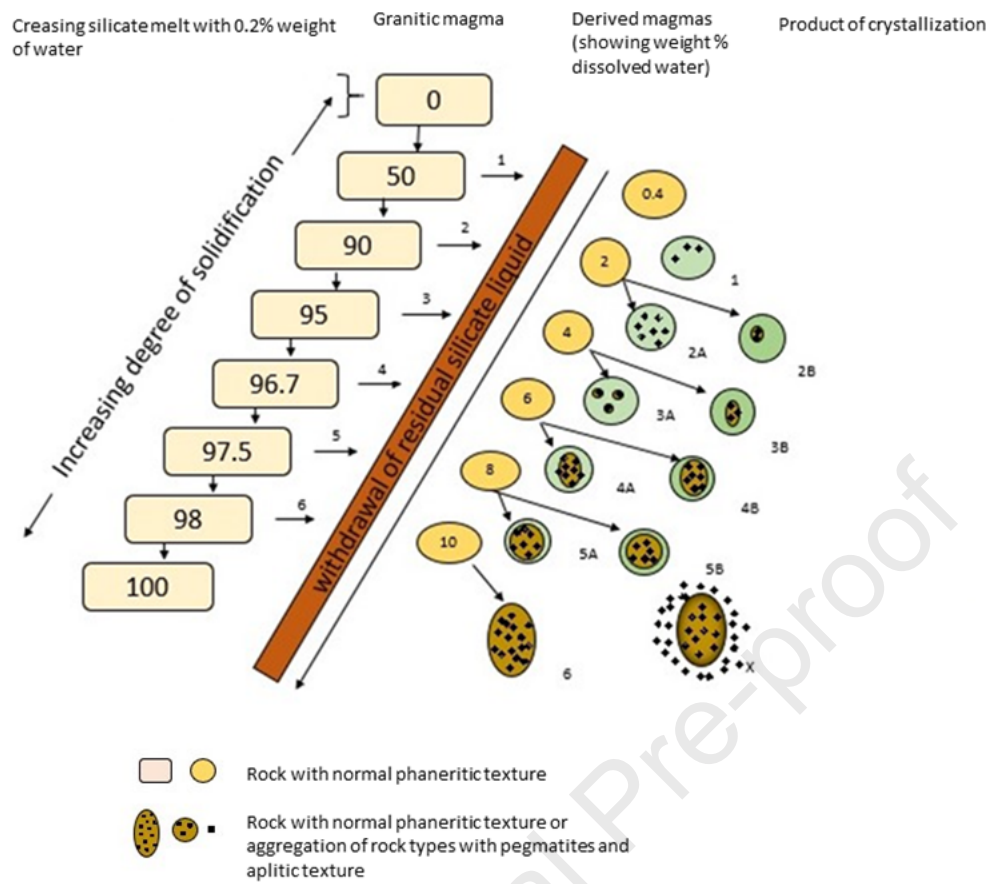 Creasing silicate melt with 0.2% weight
of water
Granitic magma
Derived magmas
(showing weight %
dissolved water)
Product of crystallization
Increasing degree of solidification
0
50
90
95
96.7
97.5
98
100
1
2
3
4
5
6
withdrawal of residual silicate liquid
0.4
2
4
6
8
10
1
2A
2B
3A
3B
4A
4B
5A
5B
6
X
Rock with normal phaneritic texture
Rock with normal phaneritic texture or
aggregation of rock types with pegmatites and
aplitic texture
al Pre-proof